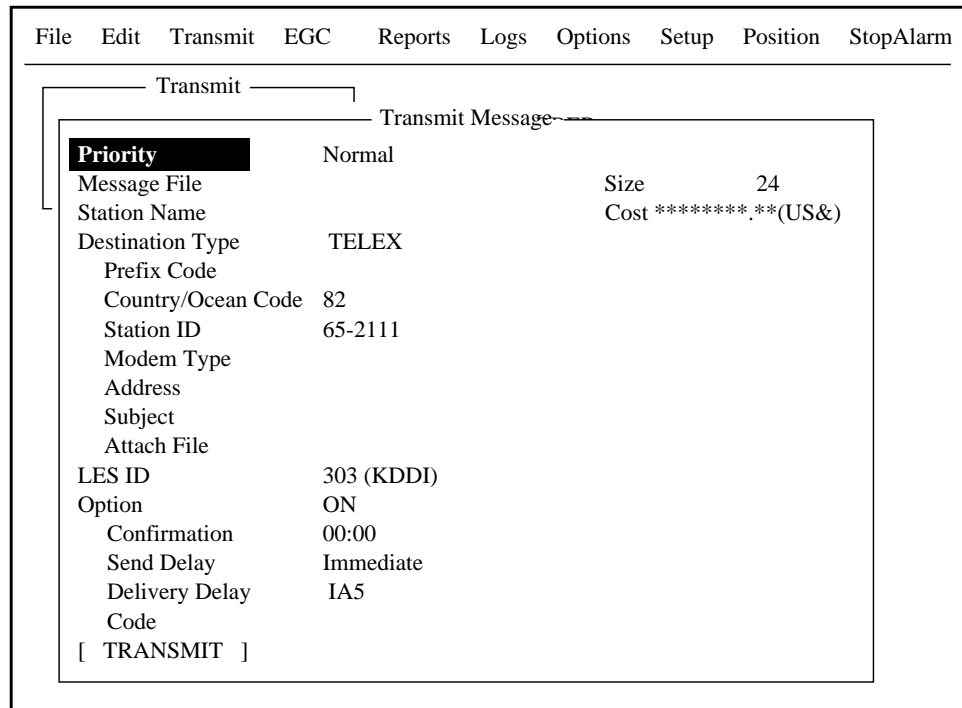 File Edit Transmit EGC Reports Logs Options Setup Position StopAlarm
Transmit
Transmit Message
Priority Normal
Message File Size 24
Station Name Cost ********.**(US&)
Destination Type TELEX
Prefix Code
Country/Ocean Code 82
Station ID 65-2111
Modem Type
Address
Subject
Attach File
LES ID 303 (KDDI)
Option ON
Confirmation 00:00
Send Delay Immediate
Delivery Delay IA5
Code
[ TRANSMIT ]